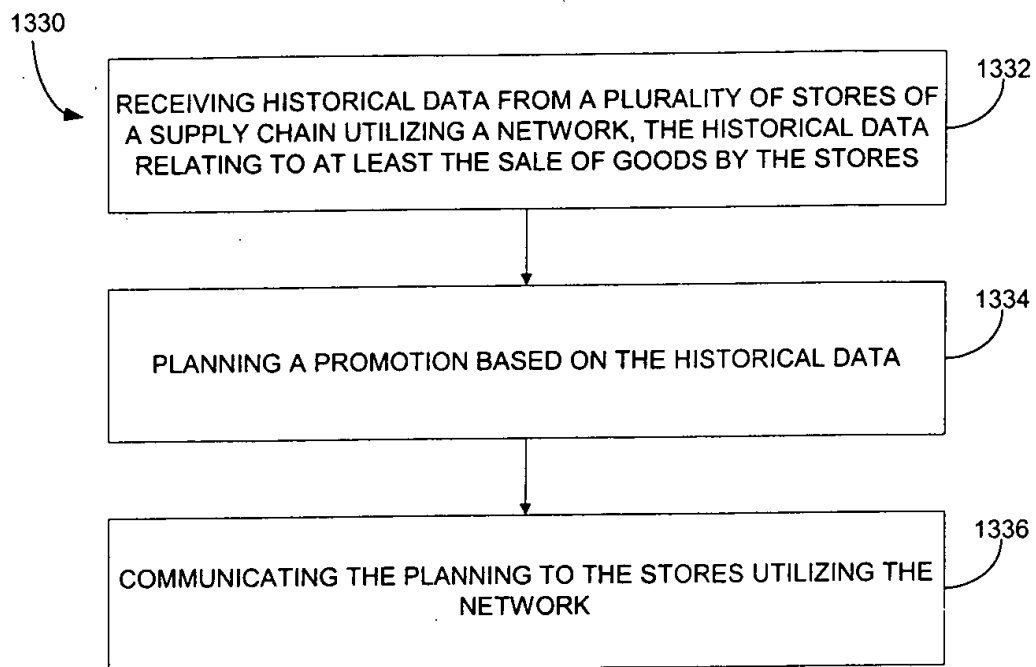 1330
1332
RECEIVING HISTORICAL DATA FROM A PLURALITY OF STORES OF
A SUPPLY CHAIN UTILIZING A NETWORK, THE HISTORICAL DATA
RELATING TO AT LEAST THE SALE OF GOODS BY THE STORES
1334
PLANNING A PROMOTION BASED ON THE HISTORICAL DATA
1336
COMMUNICATING THE PLANNING TO THE STORES UTILIZING THE
NETWORK